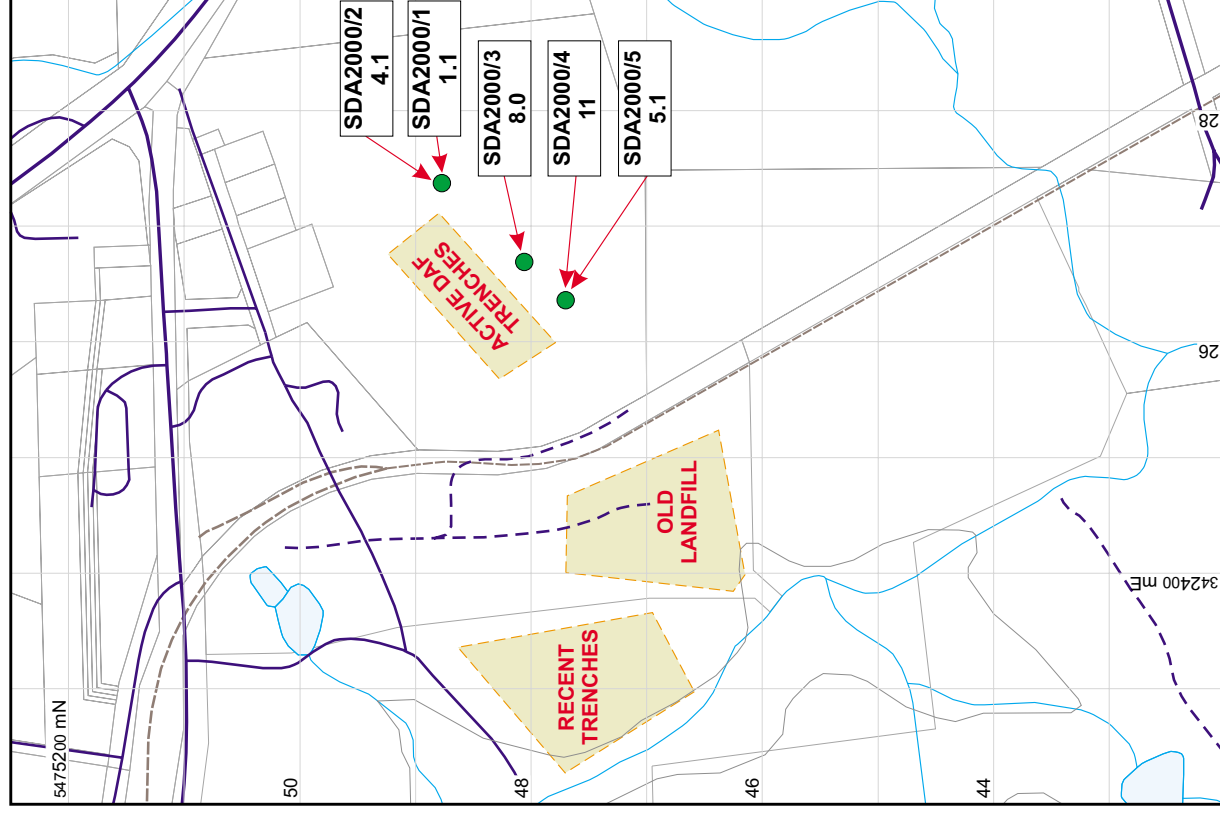 SDA2000/2
4.1
SDA2000/1
1.1
SDA2000/3
8.0
SDA2000/4
11
SDA2000/5
5.1
ACTIVE DAF
TRENCHES
OLD
LANDFILL
RECENT
TRENCHES
5475200 mN
50
48
46
44
28
26
342400 mE